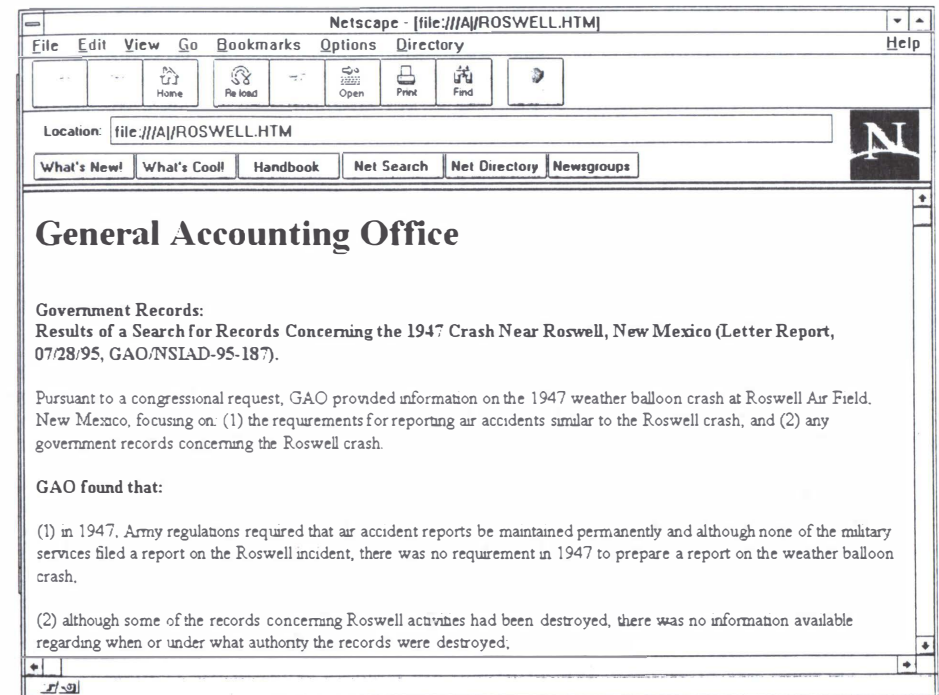 Netscape - [file:///A|/ROSWELL.HTM]
File Edit View Go Bookmarks Options Directory Help
Home Reload Open Print Find
Location: file:///A|/ROSWELL.HTM
N
What's New! What's Cool! Handbook Net Search Net Directory Newsgroups
General Accounting Office
Government Records:
Results of a Search for Records Concerning the 1947 Crash Near Roswell, New Mexico (Letter Report,
07/28/95, GAO/NSIAD-95-187).
Pursuant to a congressional request, GAO provided information on the 1947 weather balloon crash at Roswell Air Field,
New Mexico, focusing on: (1) the requirements for reporting air accidents similar to the Roswell crash, and (2) any
government records concerning the Roswell crash.
GAO found that:
(1) in 1947, Army regulations required that air accident reports be maintained permanently and although none of the military
services filed a report on the Roswell incident, there was no requirement in 1947 to prepare a report on the weather balloon
crash,
(2) although some of the records concerning Roswell activities had been destroyed, there was no information available
regarding when or under what authority the records were destroyed;